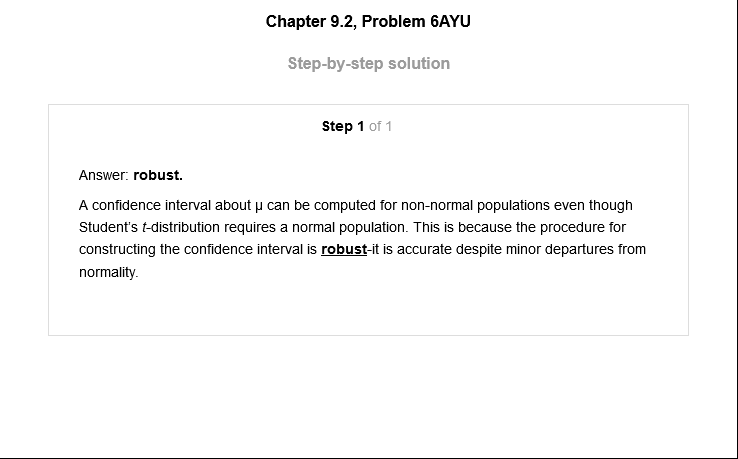 Chapter 9.2, Problem 6AYU
Step-by-step solution
Step 1 of 1
Answer: robust.
A confidence interval about μ can be computed for non-normal populations even though
Student's t-distribution requires a normal population. This is because the procedure for
constructing the confidence interval is robust-it is accurate despite minor departures from
normality.